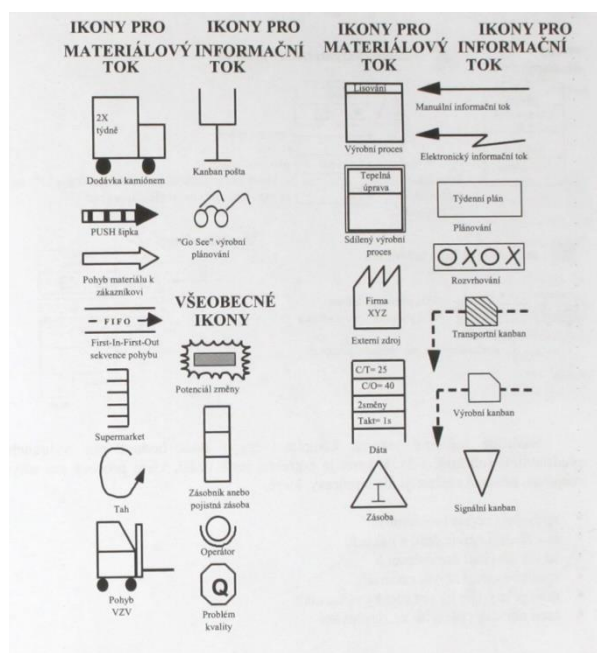 IKONY PRO
MATERIÁLOVÝ
TOK
2X
týdně
Dodávka kamiónem
PUSH šipka
Pohyb materiálu k
zákazníkovi
FIFO
First-In-First-Out
sekvence pohybu
Supermarket
Tah
Pohyb
VZV
IKONY PRO
INFORMAČNÍ
TOK
Kanban pošta
"Go See" výrobní
plánování
VŠEOBECNÉ
IKONY
Potenciál změny
Zásobník anebo
pojistná zásoba
Operátor
Q
Problém
kvality
IKONY PRO
MATERIÁLOVÝ
TOK
Lisování
Výrobní proces
Tepelná
úprava
Sdílený výrobní
proces
Firma
XYZ
Externí zdroj
C/T= 25
C/O= 40
2směny
Takt= 1s
Dáta
I
Zásoba
IKONY PRO
INFORMAČNÍ
TOK
Manuální informační tok
Elektronický informační tok
Týdenní plán
Plánování
OXOX
Rozvrhování
Transportní kanban
Výrobní kanban
Signální kanban